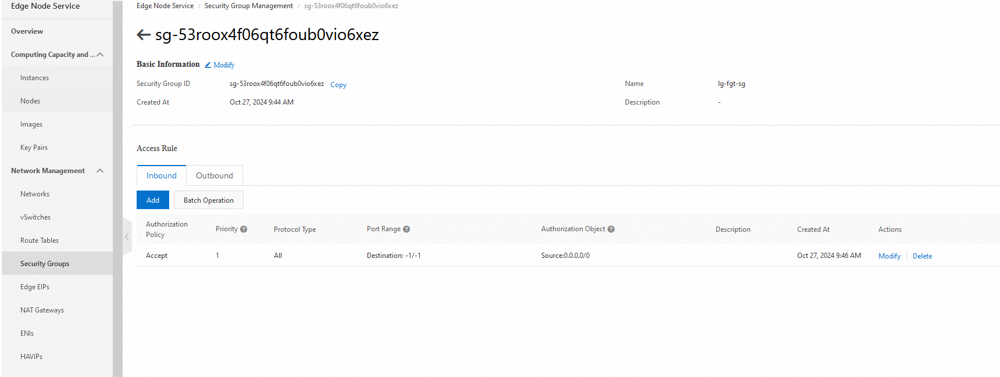 Edge Node Service
Overview
Computing Capacity and ...
Instances
Nodes
Images
Key Pairs
Network Management
Networks
vSwitches
Route Tables
Security Groups
Edge EIPs
NAT Gateways
ENIs
HAVIPs
Edge Node Service / Security Group Management / sg-53roox4f06qt6foub0vio6xez
sg-53roox4f06qt6foub0vio6xez
Basic Information Modify
Security Group ID sg-53roox4f06qt6foub0vio6xez Copy Name lg-fgt-sg
Created At Oct 27, 2024 9:44 AM Description -
Access Rule
Inbound Outbound
Add Batch Operation
Authorization Policy Priority Protocol Type Port Range Authorization Object Description Created At Actions
Accept 1 All Destination: -1/-1 Source:0.0.0.0/0 Oct 27, 2024 9:46 AM Modify Delete